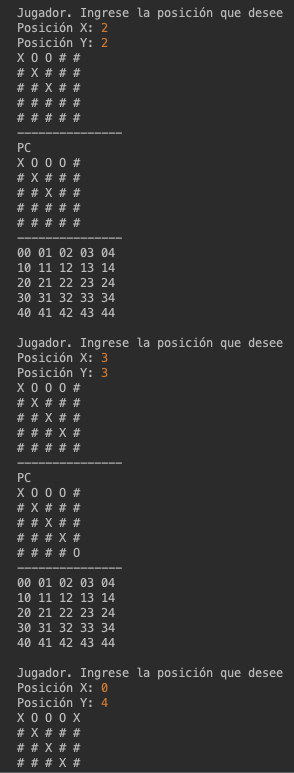 Jugador. Ingrese la posición que desee
Posición X: 2
Posición Y: 2
X O O # #
# X # # #
# # X # #
# # # # #
# # # # #
---------------
PC
X O O O #
# X # # #
# # X # #
# # # # #
# # # # #
---------------
00 01 02 03 04
10 11 12 13 14
20 21 22 23 24
30 31 32 33 34
40 41 42 43 44
Jugador. Ingrese la posición que desee
Posición X: 3
Posición Y: 3
X O O O #
# X # # #
# # X # #
# # # X #
# # # # #
---------------
PC
X O O O #
# X # # #
# # X # #
# # # X #
# # # # O
---------------
00 01 02 03 04
10 11 12 13 14
20 21 22 23 24
30 31 32 33 34
40 41 42 43 44
Jugador. Ingrese la posición que desee
Posición X: 0
Posición Y: 4
X O O O X
# X # # #
# # X # #
# # # X #